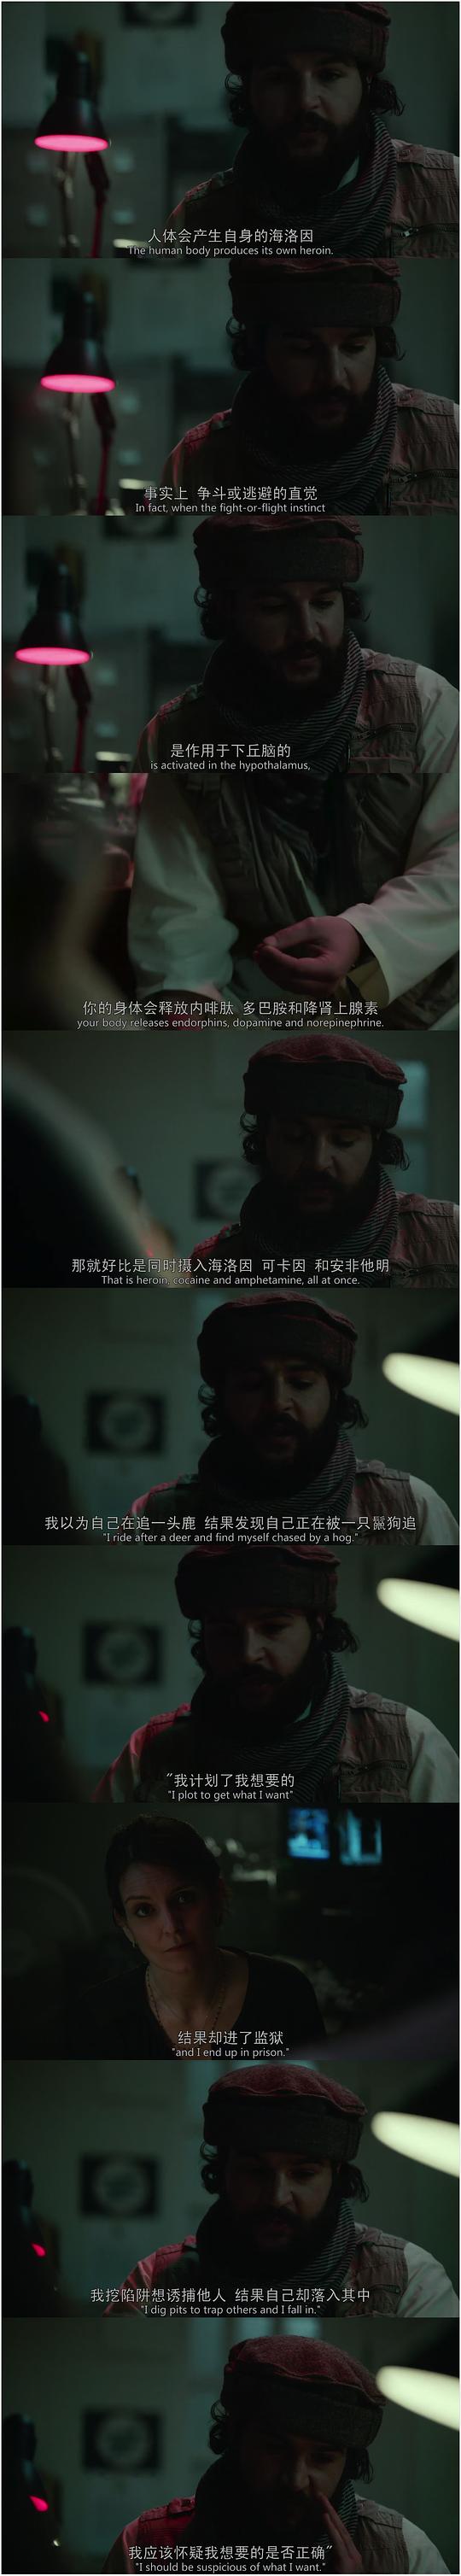 人体会产生自身的海洛因
The human body produces its own heroin.
事实上 争斗或逃避的直觉
In fact, when the fight-or-flight instinct
是作用于下丘脑的
is activated in the hypothalamus,
你的身体会释放内啡肽 多巴胺和降肾上腺素
your body releases endorphins, dopamine and norepinephrine.
那就好比是同时摄入海洛因 可卡因 和安非他明
That is heroin, cocaine and amphetamine, all at once.
我以为自己在追一头鹿 结果发现自己正在被一只鬣狗追
"I ride after a deer and find myself chased by a hog."
"我计划了我想要的
"I plot to get what I want"
结果却进了监狱
"and I end up in prison."
我挖陷阱想诱捕他人 结果自己却落入其中
"I dig pits to trap others and I fall in."
我应该怀疑我想要的是否正确"
"I should be suspicious of what I want."